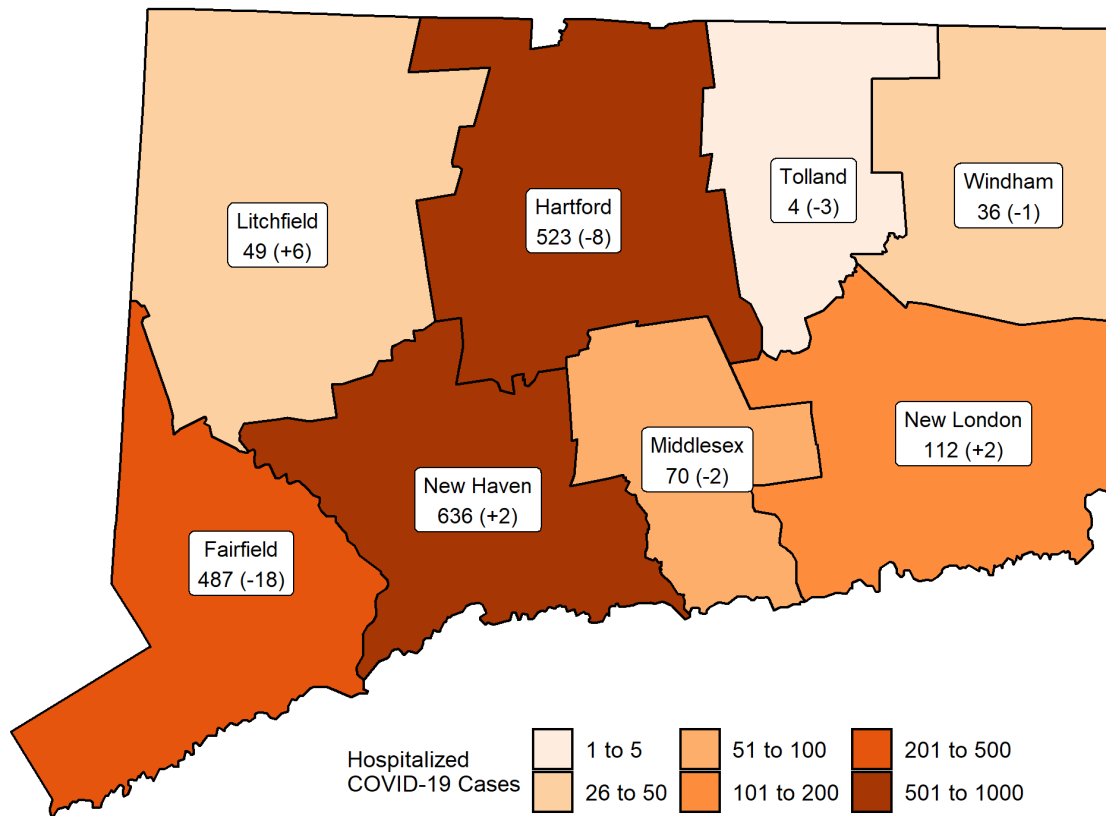 Litchfield
49 (+6)
Hartford
523 (-8)
Tolland
4 (-3)
Windham
36 (-1)
Fairfield
487 (-18)
New Haven
636 (+2)
Middlesex
70 (-2)
New London
112 (+2)
Hospitalized
COVID-19 Cases
1 to 5
26 to 50
51 to 100
101 to 200
201 to 500
501 to 1000